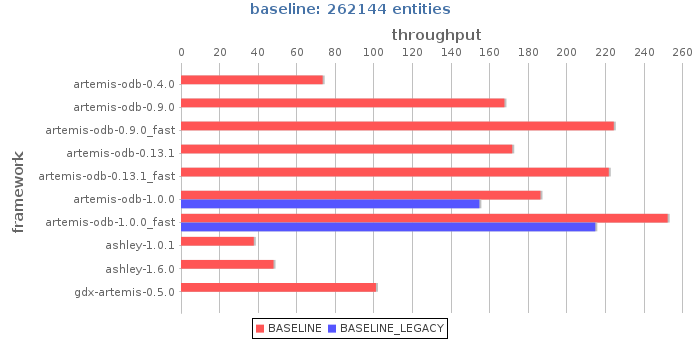 baseline: 262144 entities
throughput
0 20 40 60 80 100 120 140 160 180 200 220 240 260
framework
artemis-odb-0.4.0
artemis-odb-0.9.0
artemis-odb-0.9.0_fast
artemis-odb-0.13.1
artemis-odb-0.13.1_fast
artemis-odb-1.0.0
artemis-odb-1.0.0_fast
ashley-1.0.1
ashley-1.6.0
gdx-artemis-0.5.0
BASELINE BASELINE_LEGACY